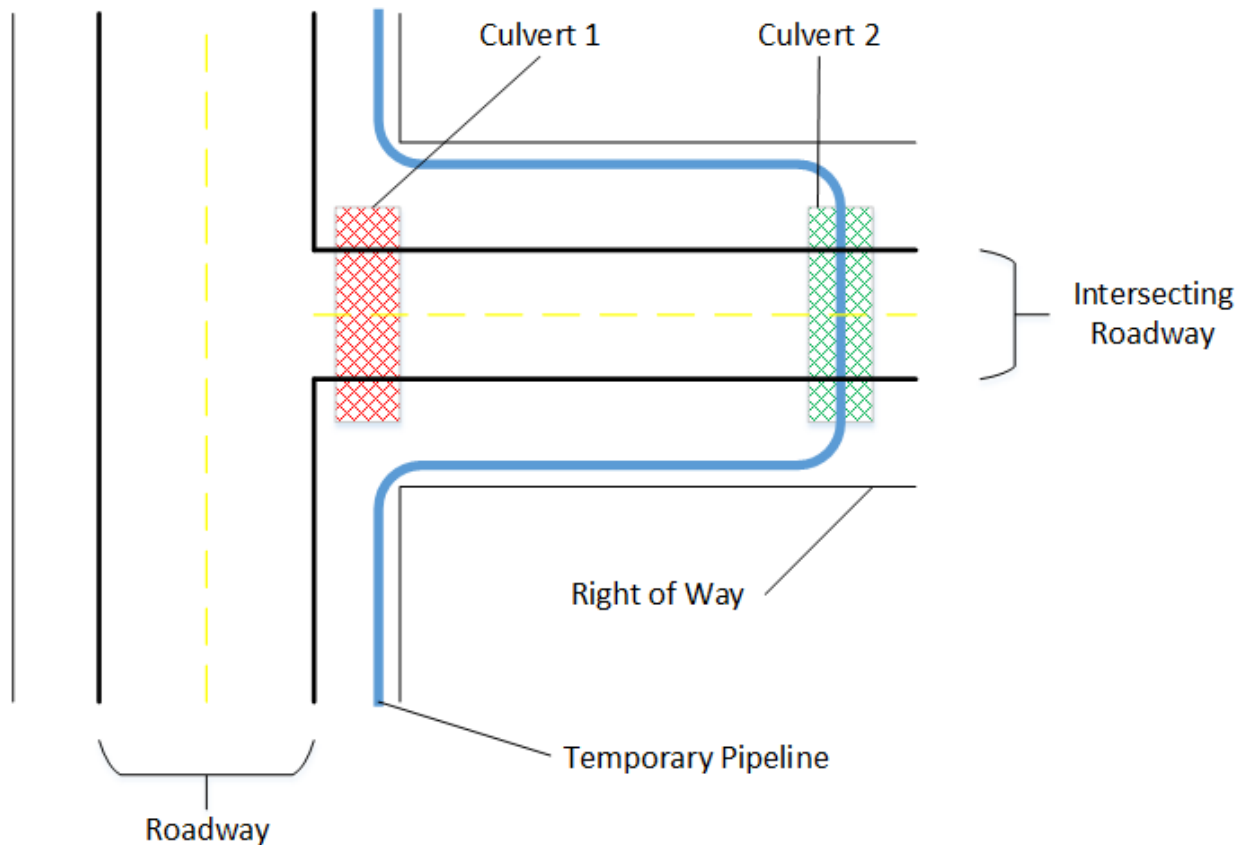 Culvert 1
Culvert 2
Intersecting
Roadway
Right of Way
Temporary Pipeline
Roadway